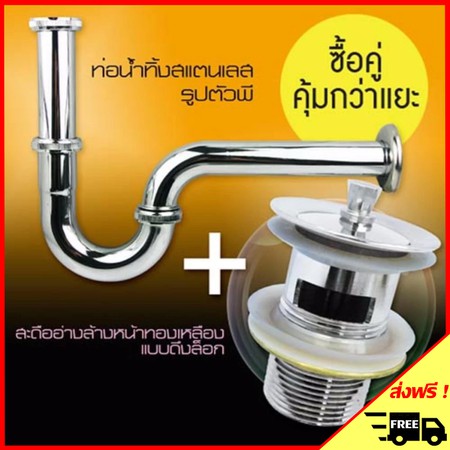 ท่อน้ำทิ้งสแตนเลส
รูปตัวพี
ซื้อคู่
คุ้มกว่าแยะ
+
สะดืออ่างล้างหน้าทองเหลือง
แบบดึงล็อก
ส่งฟรี !
FREE